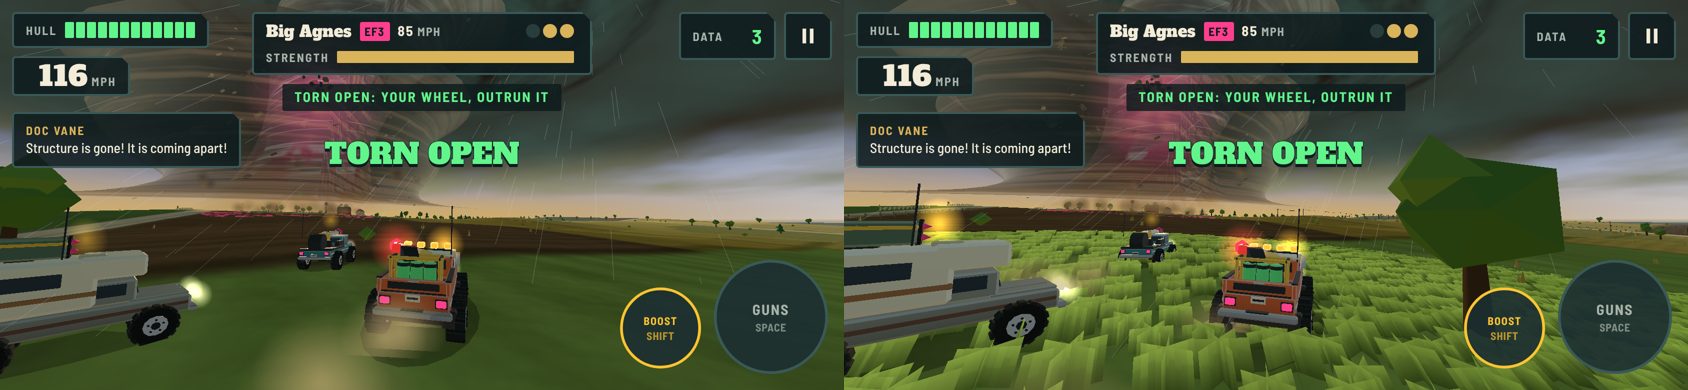 HULL
Big Agnes EF3 85 MPH
STRENGTH
DATA 3
116 MPH
TORN OPEN: YOUR WHEEL, OUTRUN IT
DOC VANE
Structure is gone! It is coming apart!
TORN OPEN
BOOST
SHIFT
GUNS
SPACE
HULL
Big Agnes EF3 85 MPH
STRENGTH
DATA 3
116 MPH
TORN OPEN: YOUR WHEEL, OUTRUN IT
DOC VANE
Structure is gone! It is coming apart!
TORN OPEN
BOOST
SHIFT
GUNS
SPACE